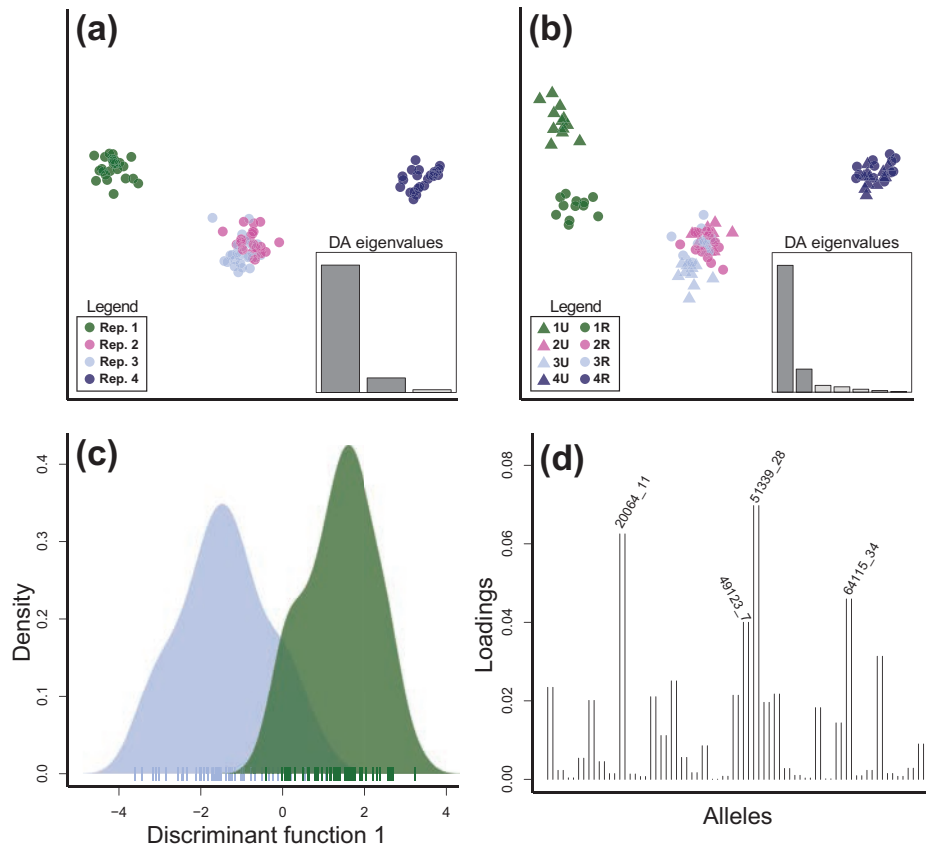 (a)
DA eigenvalues
Legend
Rep. 1
Rep. 2
Rep. 3
Rep. 4
(b)
DA eigenvalues
Legend
1U 1R
2U 2R
3U 3R
4U 4R
(c)
Density
0.4
0.3
0.2
0.1
0.0
−4 −2 0 2 4
Discriminant function 1
(d)
Loadings
0.08
0.06
0.04
0.02
0.00
20064_11
49123_7
51339_28
64115_34
Alleles